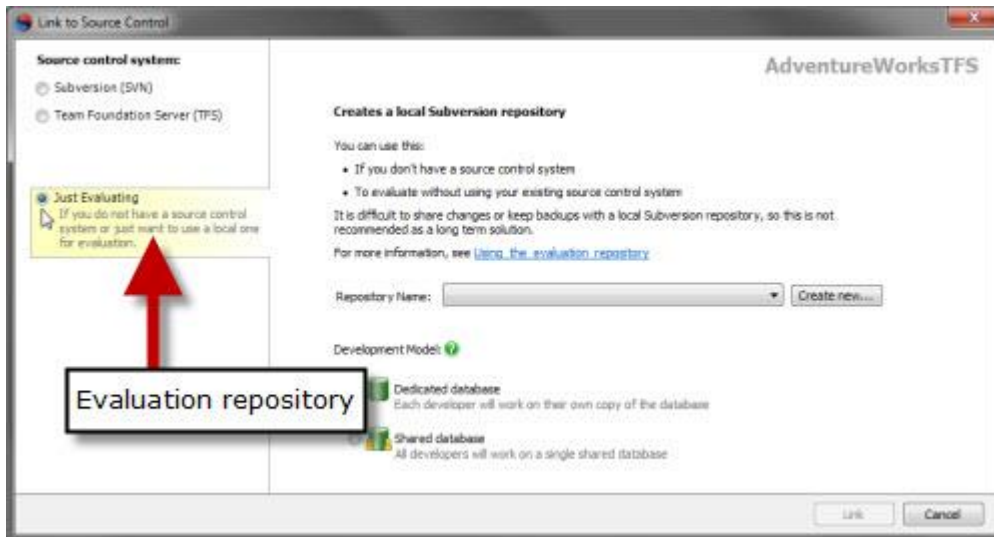 Link to Source Control
Source control system:
Subversion (SVN)
Team Foundation Server (TFS)
Just Evaluating
If you do not have a source control
system or just want to use a local one
for evaluation.
AdventureWorksTFS
Creates a local Subversion repository
You can use this:
• If you don't have a source control system
• To evaluate without using your existing source control system
It is difficult to share changes or keep backups with a local Subversion repository, so this is not
recommended as a long term solution.
For more information, see Using the evaluation repository
Repository Name:
Create new...
Development Model:
Dedicated database
Each developer will work on their own copy of the database
Shared database
All developers will work on a single shared database
Evaluation repository
Link
Cancel